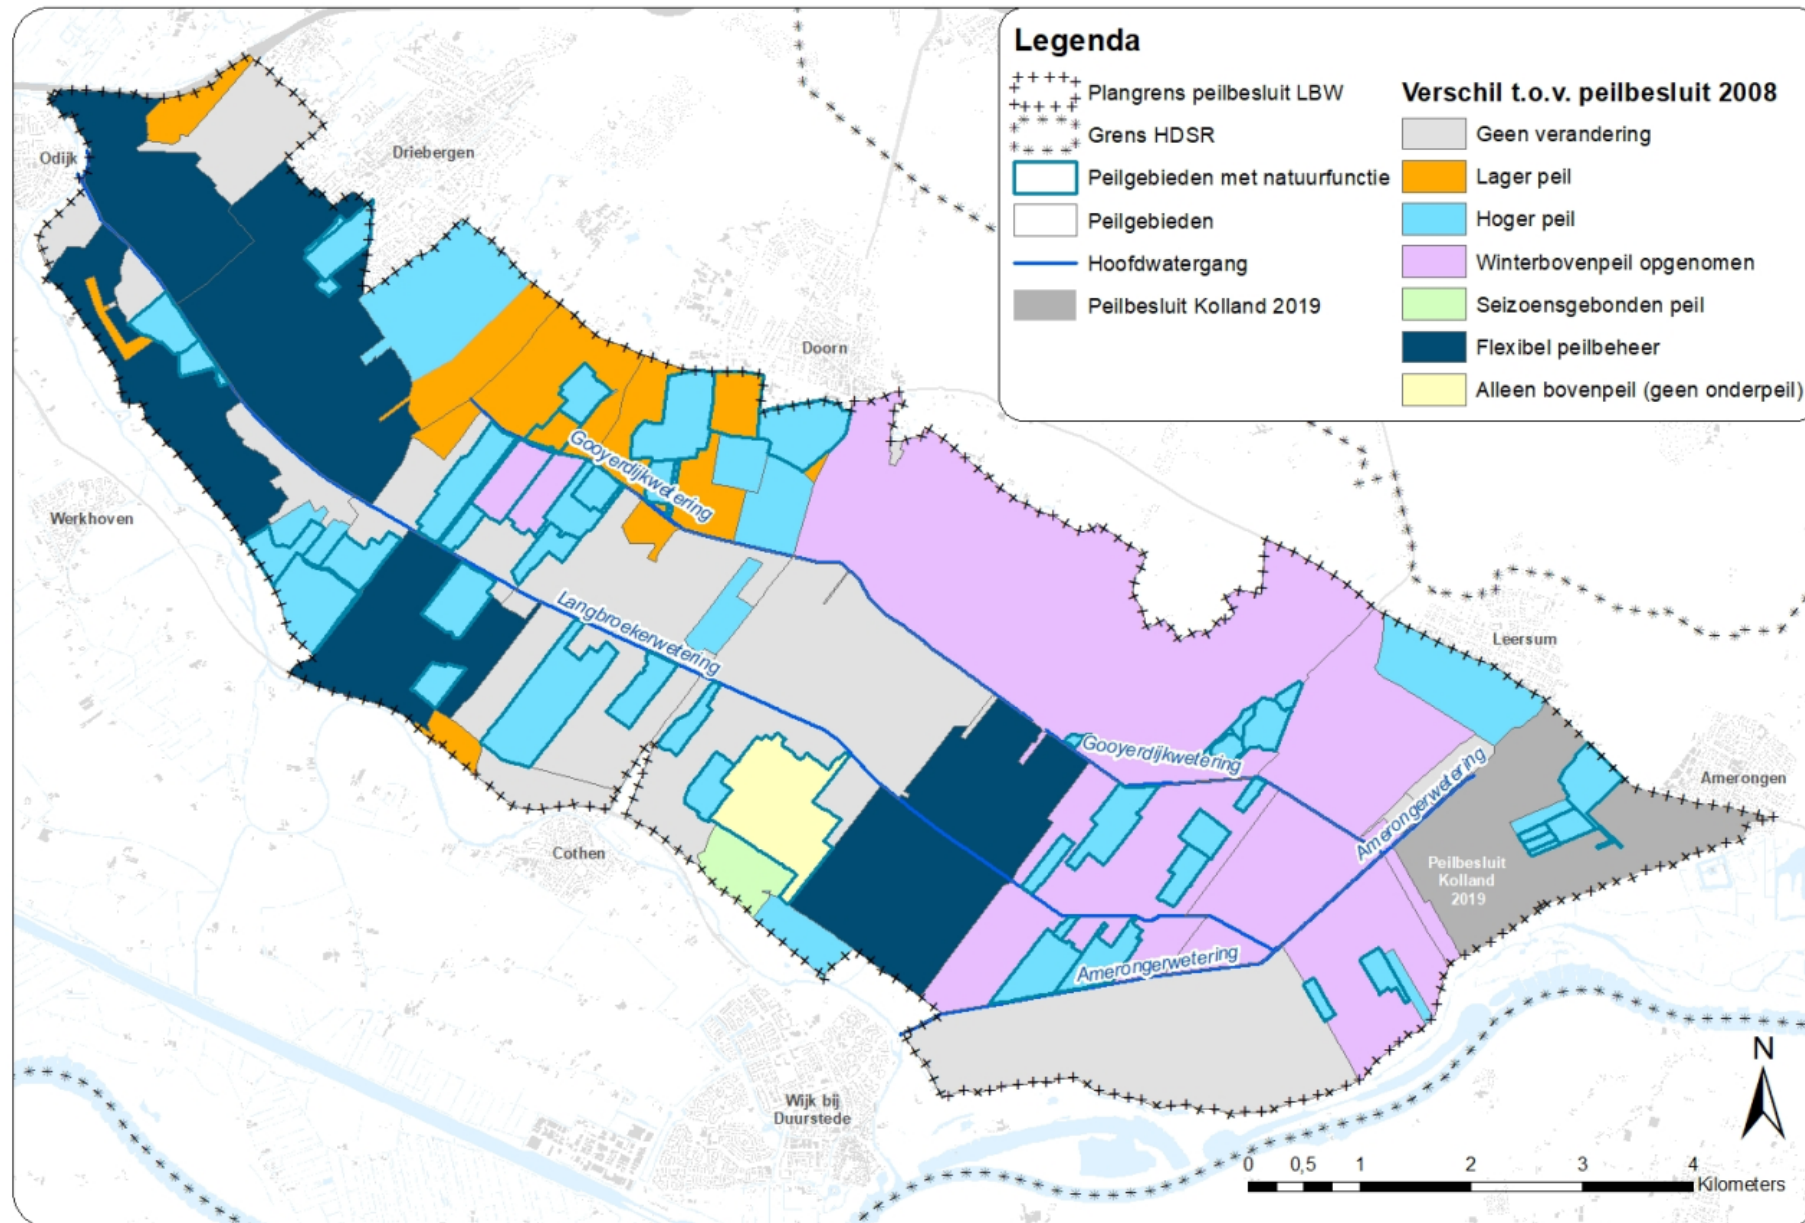 Legenda
Plangrens peilbesluit LBW
Grens HDSR
Peilgebieden met natuurfunctie
Peilgebieden
Hoofdwatergang
Peilbesluit Kolland 2019
Verschil t.o.v. peilbesluit 2008
Geen verandering
Lager peil
Hoger peil
Winterbovenpeil opgenomen
Seizoensgebonden peil
Flexibel peilbeheer
Alleen bovenpeil (geen onderpeil)
Odijk
Driebergen
Doorn
Werkhoven
Gooyerdijkwetering
Langbroekerwetering
Leersum
Gooyerdijkwetering
Amerongen
Amerongerwetering
Cothen
Peilbesluit
Kolland
2019
Amerongerwetering
Wijk bij
Duurstede
N
0 0,5 1 2 3 4
Kilometers